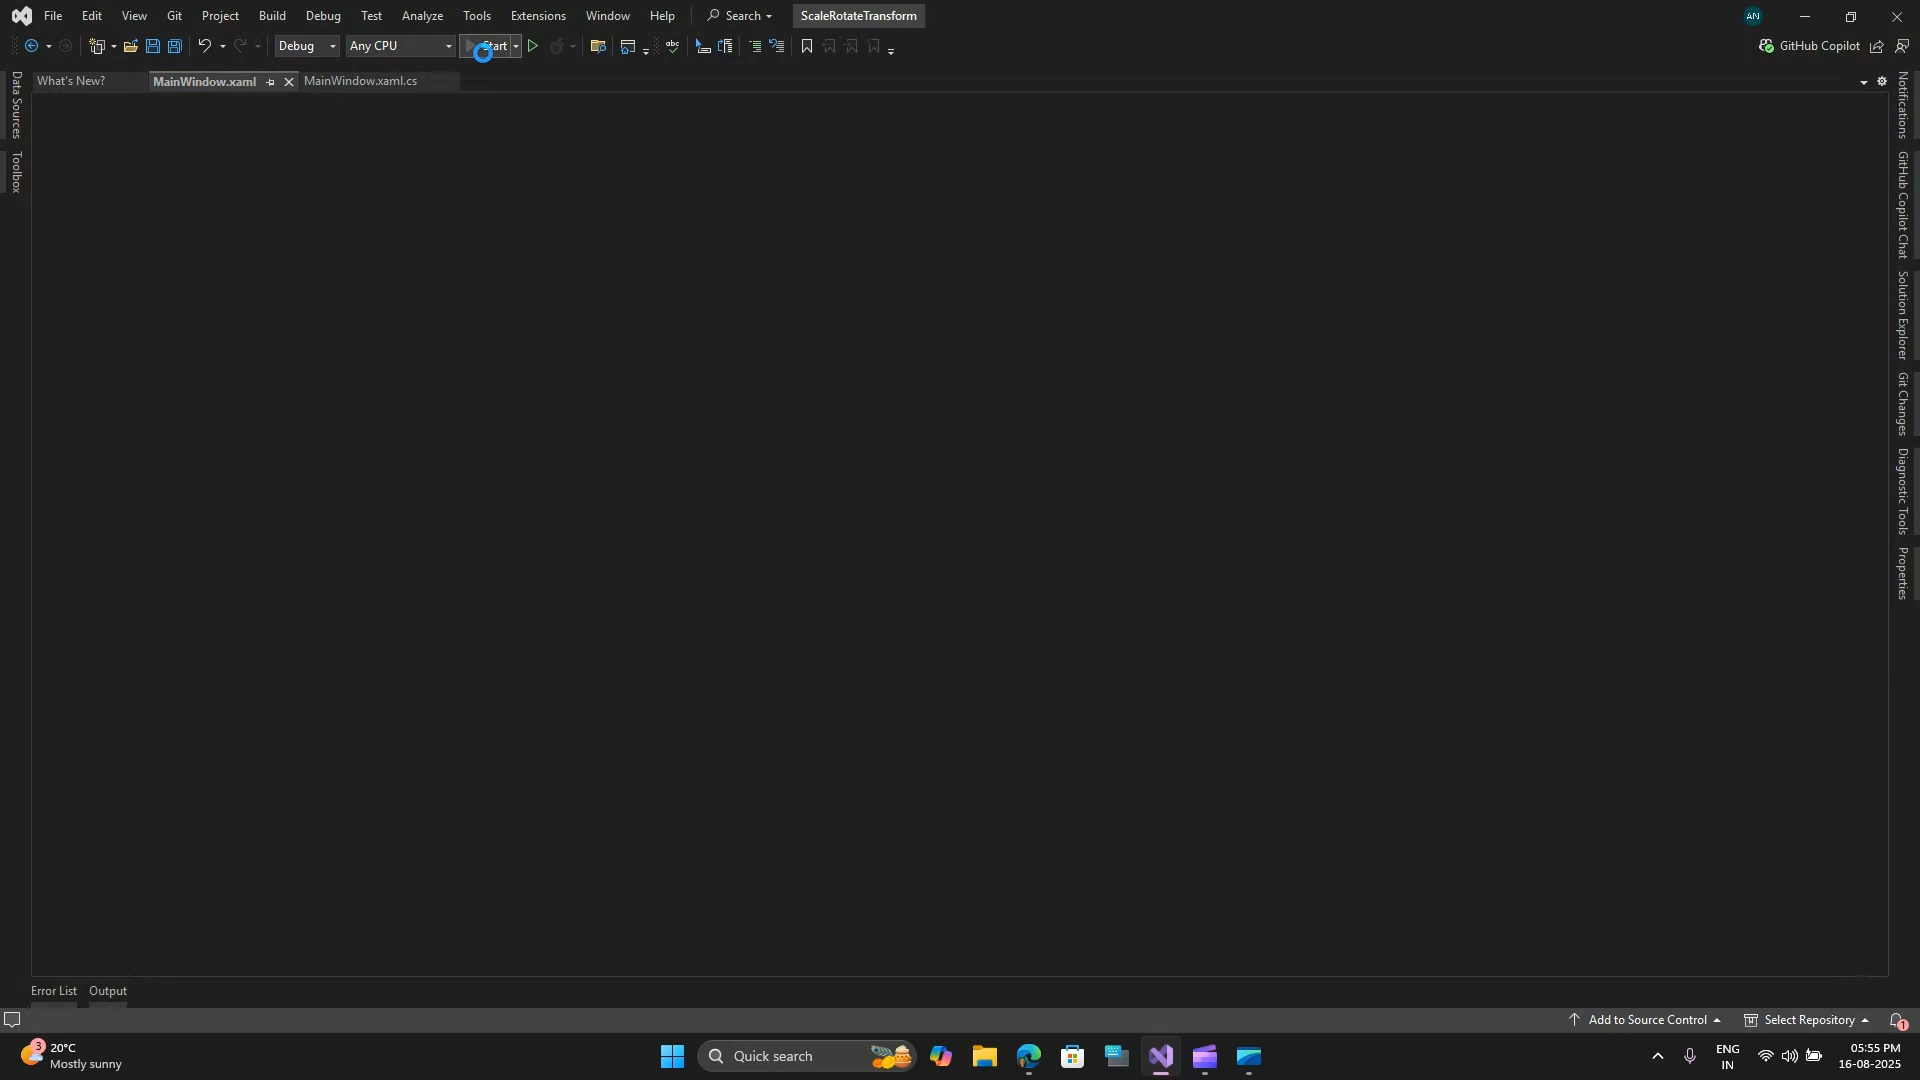 File Edit View Git Project Build Debug Test Analyze Tools Extensions Window Help Search ScaleRotateTransform AN
Debug Any CPU Start abc GitHub Copilot
What's New? MainWindow.xaml MainWindow.xaml.cs
Data Sources
Toolbox
Notifications
GitHub Copilot Chat
Solution Explorer
Git Changes
Diagnostic Tools
Properties
Error List Output
Add to Source Control Select Repository 1
3
20°C
Mostly sunny
Quick search
ENG
IN
05:55 PM
16-08-2025